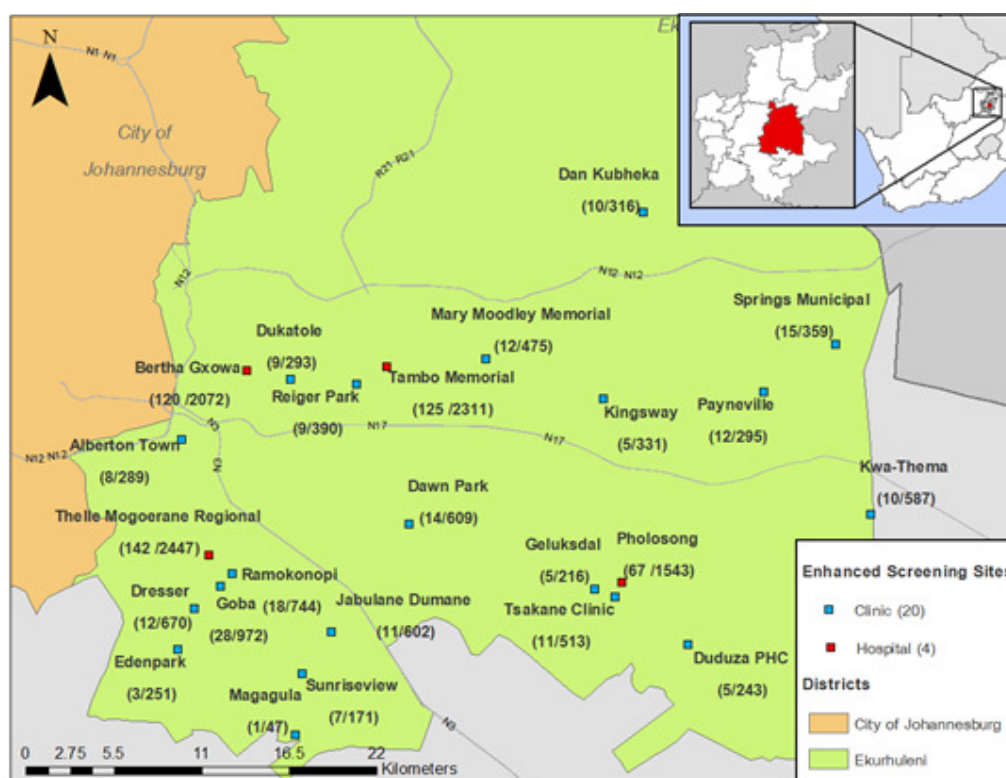 N
N1 N1
City of
Johannesburg
R21 R21
Dan Kubheka
(10/316)
N12
N12 N12
Springs Municipal
(15/359)
Mary Moodley Memorial
(12/475)
Dukatole
(9/293)
Bertha Gxowa
(120 /2072)
Reiger Park
(9/390)
Tambo Memorial
(125 /2311)
Kingsway
(5/331)
Payneville
(12/295)
N3
N17
N17
Alberton Town
(8/289)
N12 N12
N3
Kwa-Thema
(10/587)
Dawn Park
(14/609)
Thelle Mogoerane Regional
(142 /2447)
Geluksdal
(5/216)
Pholosong
(67 /1543)
Ramokonopi
(18/744)
Dresser
(12/670)
Goba
(28/972)
Jabulane Dumane
(11/602)
Tsakane Clinic
(11/513)
Edenpark
(3/251)
Duduza PHC
(5/243)
Sunriseview
(7/171)
Magagula
(1/47)
N3
0 2.75 5.5 11 16.5 22
Kilometers
Enhanced Screening Sites
Clinic (20)
Hospital (4)
Districts
City of Johannesburg
Ekurhuleni